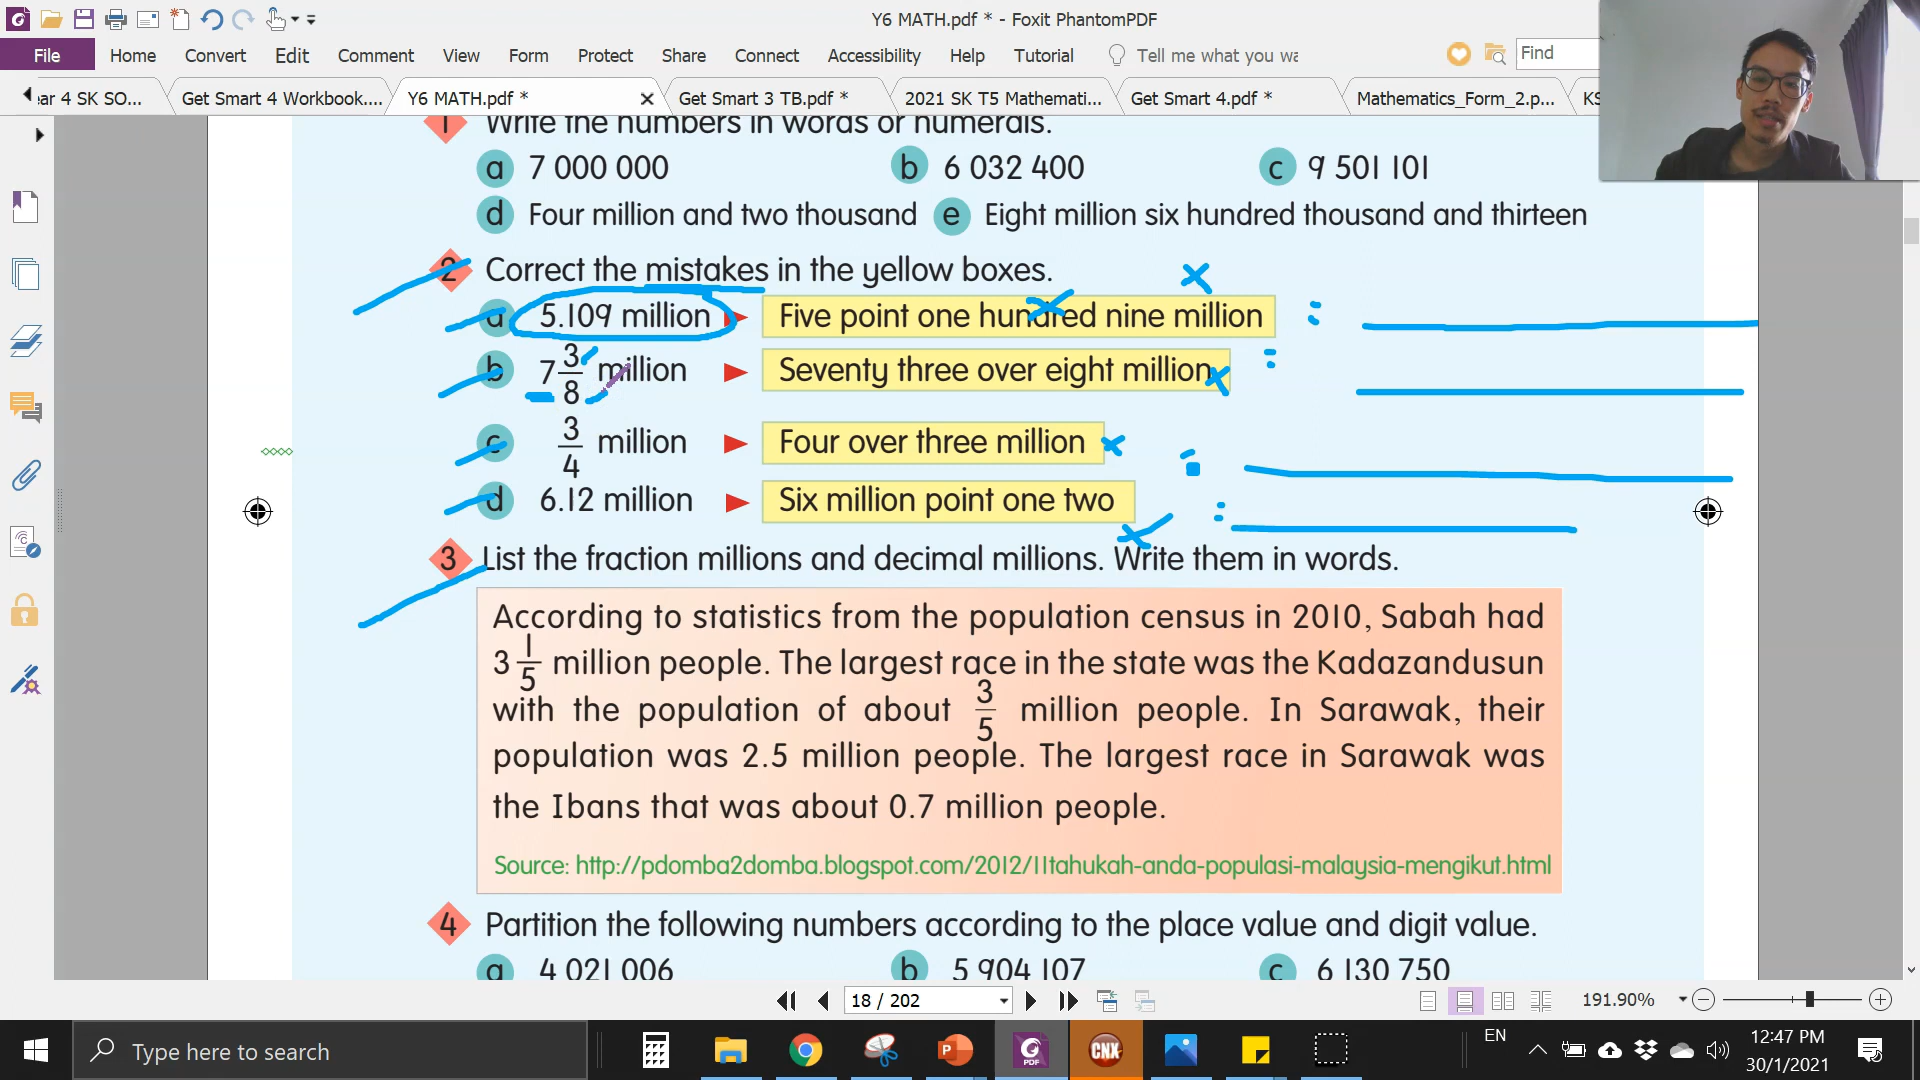 Y6 MATH.pdf * - Foxit PhantomPDF
File Home Convert Edit Comment View Form Protect Share Connect Accessibility Help Tutorial Tell me what you wa Find
ear 4 SK SO... Get Smart 4 Workbook.... Y6 MATH.pdf * Get Smart 3 TB.pdf * 2021 SK T5 Mathemati... Get Smart 4.pdf * Mathematics_Form_2.p... KS
1 Write the numbers in words or numerals.
a 7 000 000 b 6 032 400 c 9 501 101
d Four million and two thousand e Eight million six hundred thousand and thirteen
2 Correct the mistakes in the yellow boxes.
a 5.109 million Five point one hundred nine million :
b 7 3/8 million Seventy three over eight million :
c 3/4 million Four over three million :
d 6.12 million Six million point one two :
3 List the fraction millions and decimal millions. Write them in words.
According to statistics from the population census in 2010, Sabah had
3 1/5 million people. The largest race in the state was the Kadazandusun
with the population of about 3/5 million people. In Sarawak, their
population was 2.5 million people. The largest race in Sarawak was
the Ibans that was about 0.7 million people.
Source: http://pdomba2domba.blogspot.com/2012/11tahukah-anda-populasi-malaysia-mengikut.html
4 Partition the following numbers according to the place value and digit value.
a 4 021 006 b 5 904 107 c 6 130 750
18 / 202 191.90%
Type here to search PDF CNX EN 12:47 PM
30/1/2021